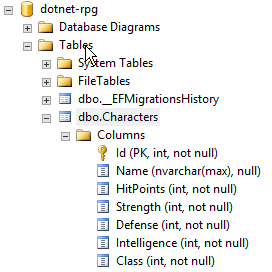 dotnet-rpg
Database Diagrams
Tables
System Tables
FileTables
dbo.__EFMigrationsHistory
dbo.Characters
Columns
Id (PK, int, not null)
Name (nvarchar(max), null)
HitPoints (int, not null)
Strength (int, not null)
Defense (int, not null)
Intelligence (int, not null)
Class (int, not null)